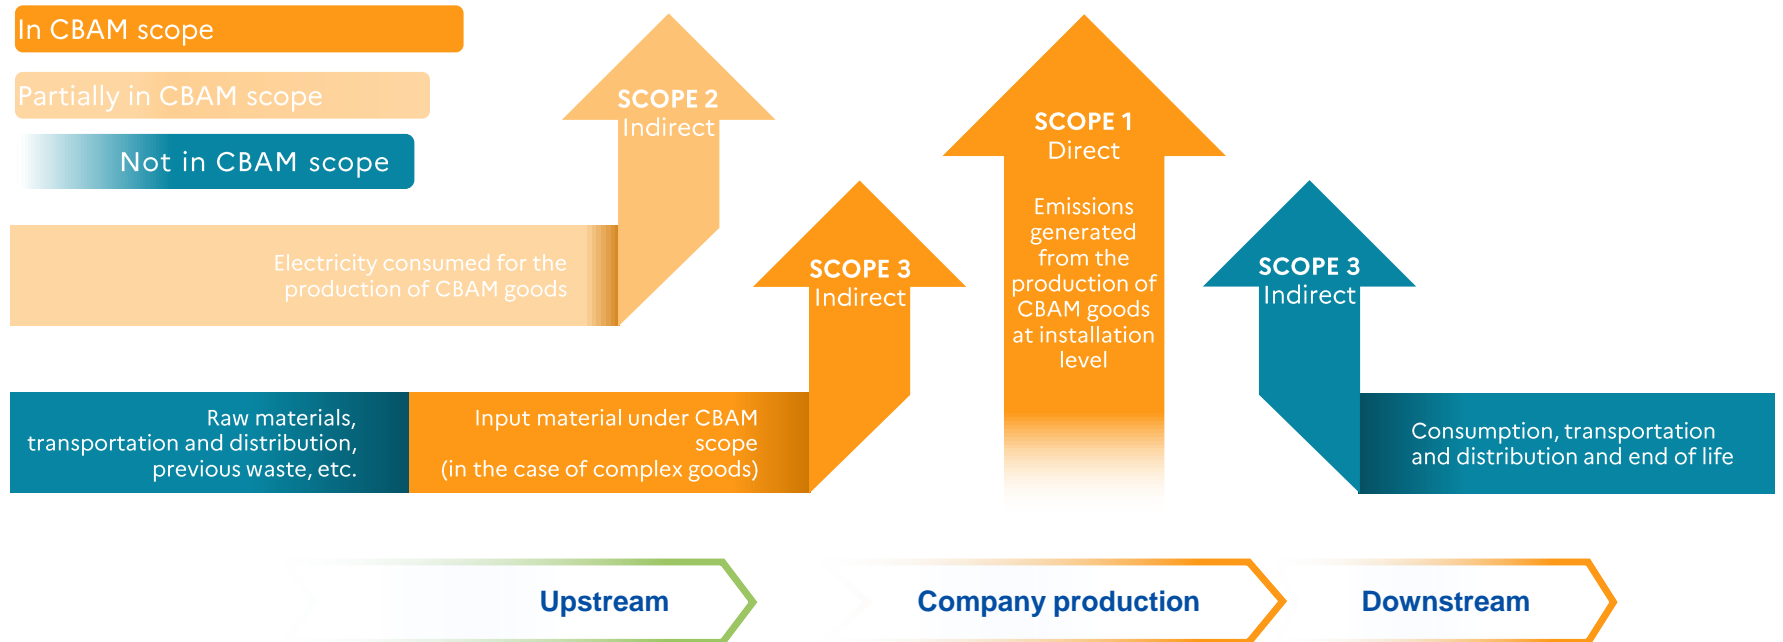 In CBAM scope
Partially in CBAM scope
Not in CBAM scope
SCOPE 2
Indirect
Electricity consumed for the
production of CBAM goods
SCOPE 3
Indirect
Raw materials,
transportation and distribution,
previous waste, etc.
Input material under CBAM
scope
(in the case of complex goods)
SCOPE 1
Direct
Emissions
generated
from the
production of
CBAM goods
at installation
level
SCOPE 3
Indirect
Consumption, transportation
and distribution and end of life
Upstream
Company production
Downstream